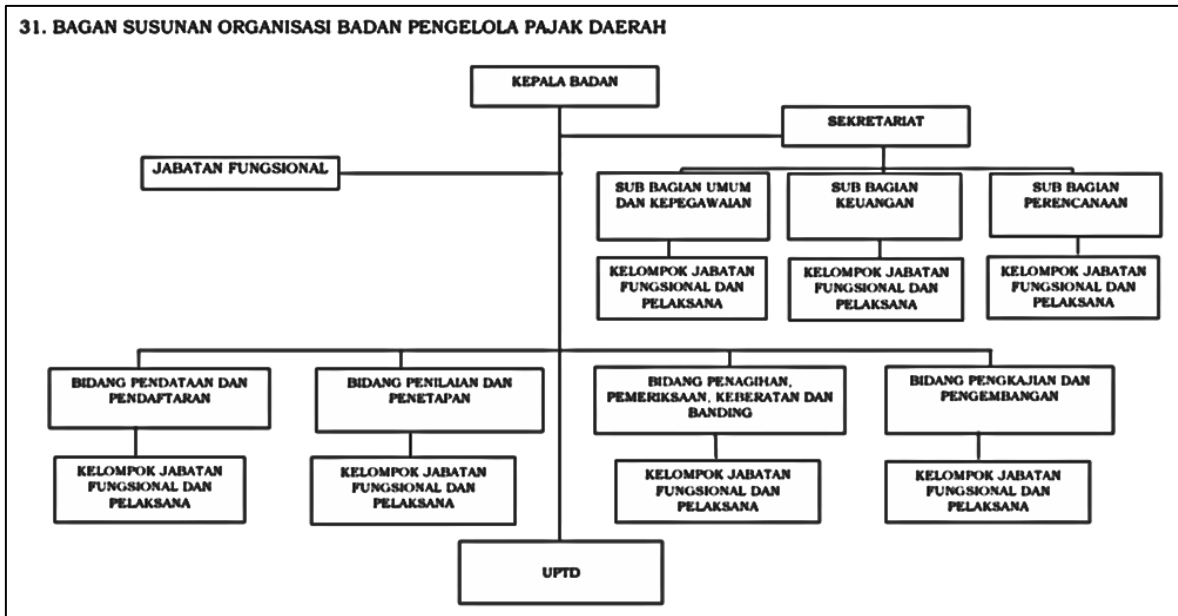 31. BAGAN SUSUNAN ORGANISASI BADAN PENGELOLA PAJAK DAERAH
KEPALA BADAN
SEKRETARIAT
JABATAN FUNGSIONAL
SUB BAGIAN UMUM
DAN KEPEGAWAIAN
SUB BAGIAN
KEUANGAN
SUB BAGIAN
PERENCANAAN
KELOMPOK JABATAN
FUNGSIONAL DAN
PELAKSANA
KELOMPOK JABATAN
FUNGSIONAL DAN
PELAKSANA
KELOMPOK JABATAN
FUNGSIONAL DAN
PELAKSANA
BIDANG PENDATAAN DAN
PENDAFTARAN
BIDANG PENILAIAN DAN
PENETAPAN
BIDANG PENAGIHAN,
PEMERIKSAAN, KEBERATAN DAN
BANDING
BIDANG PENGKAJIAN DAN
PENGEMBANGAN
KELOMPOK JABATAN
FUNGSIONAL DAN
PELAKSANA
KELOMPOK JABATAN
FUNGSIONAL DAN
PELAKSANA
KELOMPOK JABATAN
FUNGSIONAL DAN
PELAKSANA
KELOMPOK JABATAN
FUNGSIONAL DAN
PELAKSANA
UPTD